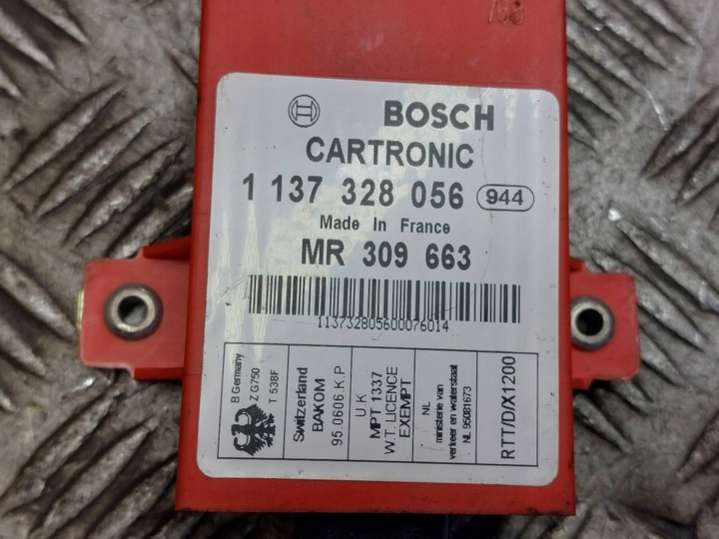 BOSCH
CARTRONIC
1 137 328 056 944
Made In France
MR 309 663
113732805600076014
B Germany
Z G750
T 538F
Switzerland
BAKOM
95.0606 K.P
U.K
MPT 1337
W.T. LICENCE
EXEMPT
NL
ministerie van
verkeer en waterstaat
NL 95081673
RTT/D/X1200